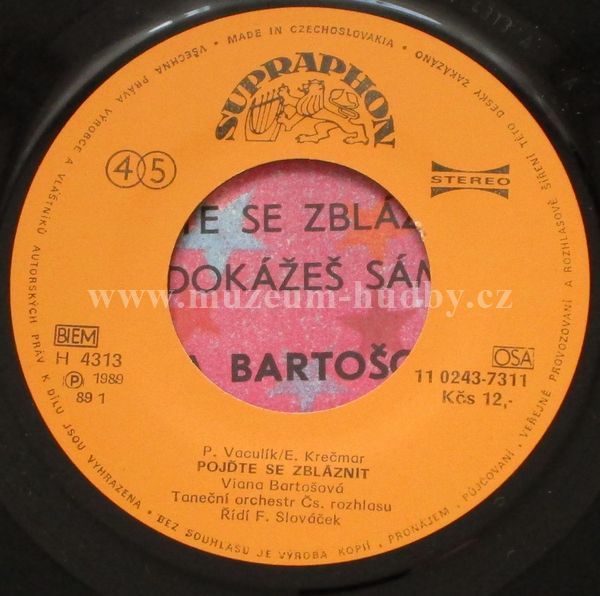 VŠECHNA PRÁVA VÝROBCE A VLASTNÍKŮ AUTORSKÝCH PRÁV K DÍLU JSOU VYHRAZENA • BEZ SOUHLASU JE VÝROBA KOPIÍ • PRONÁJEM • PŮJČOVÁNÍ • VEŘEJNÉ PROVOZOVÁNÍ A ROZHLASOVÉ ŠÍŘENÍ TÉTO DESKY ZAKÁZÁNO • MADE IN CZECHOSLOVAKIA •
SUPRAPHON
45
STEREO
TE SE ZBLÁZ
DOKÁŽEŠ SÁM
www.muzeum-hudby.cz
A BARTOŠO
BIEM
H 4313
Ⓟ 1989
89 1
OSA
11 0243-7311
Kčs 12,-
P. Vaculík/E. Krečmar
POJĎTE SE ZBLÁZNIT
Viana Bartošová
Taneční orchestr Čs. rozhlasu
Řídí F. Slováček